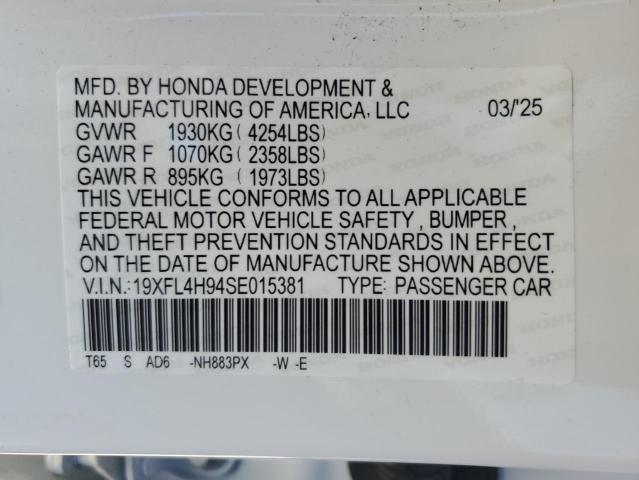 MFD. BY HONDA DEVELOPMENT &
MANUFACTURING OF AMERICA, LLC 03/'25
GVWR 1930KG ( 4254LBS)
GAWR F 1070KG ( 2358LBS)
GAWR R 895KG ( 1973LBS)
THIS VEHICLE CONFORMS TO ALL APPLICABLE
FEDERAL MOTOR VEHICLE SAFETY , BUMPER ,
AND THEFT PREVENTION STANDARDS IN EFFECT
ON THE DATE OF MANUFACTURE SHOWN ABOVE.
V.I.N.:19XFL4H94SE015381 TYPE: PASSENGER CAR
T65 S AD6 -NH883PX -W -E